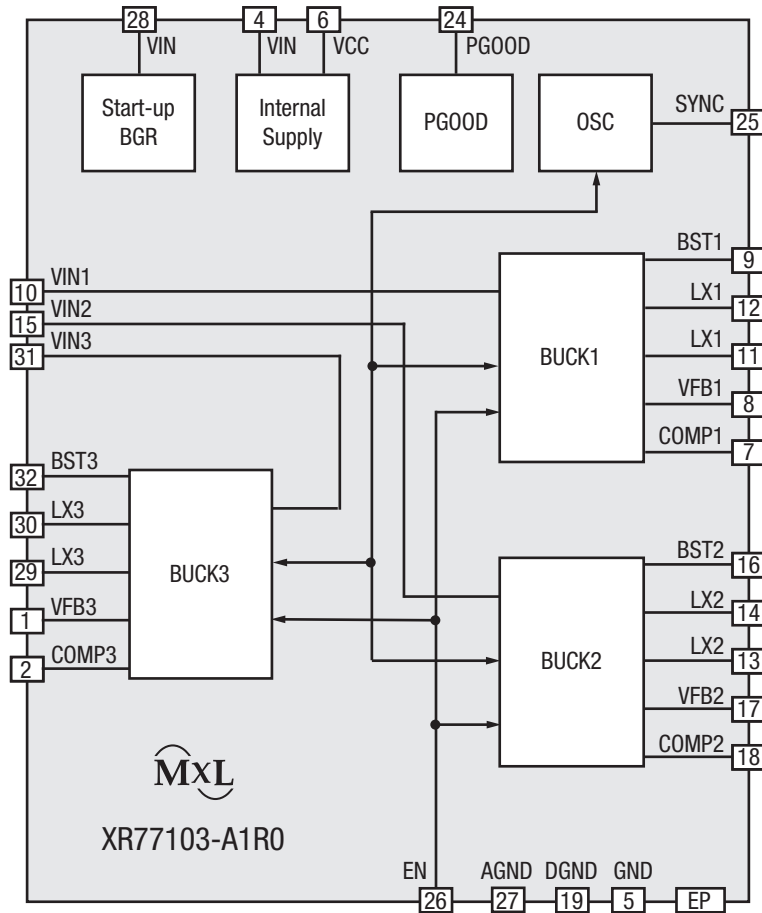 28 4 6 24
VIN VIN VCC PGOOD
Start-up
BGR
Internal
Supply
PGOOD
OSC
SYNC
25
10 VIN1
15 VIN2
31 VIN3
BUCK1
BST1
9
LX1
12
LX1
11
VFB1
8
COMP1
7
32 BST3
30 LX3
29 LX3
1 VFB3
2 COMP3
BUCK3
BUCK2
BST2
16
LX2
14
LX2
13
VFB2
17
COMP2
18
MxL
XR77103-A1R0
EN AGND DGND GND
26 27 19 5 EP